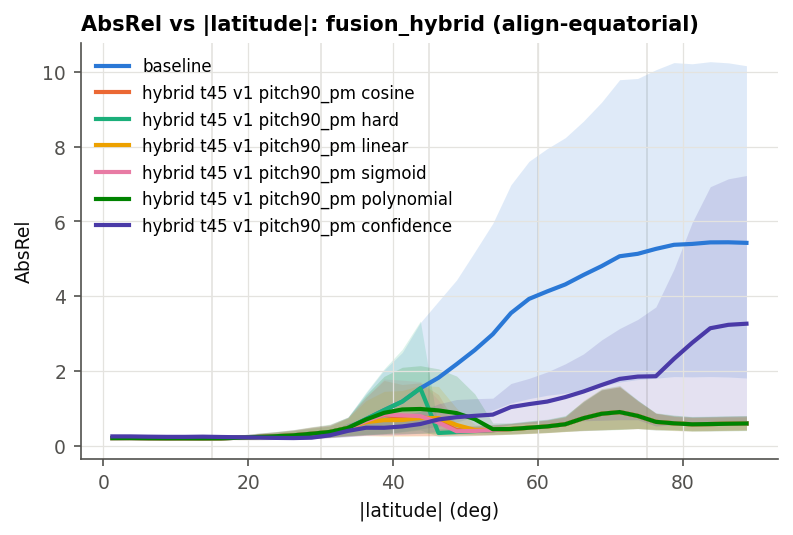 AbsRel vs |latitude|: fusion_hybrid (align-equatorial)
baseline
hybrid t45 v1 pitch90_pm cosine
hybrid t45 v1 pitch90_pm hard
hybrid t45 v1 pitch90_pm linear
hybrid t45 v1 pitch90_pm sigmoid
hybrid t45 v1 pitch90_pm polynomial
hybrid t45 v1 pitch90_pm confidence
AbsRel
10
8
6
4
2
0
0 20 40 60 80
|latitude| (deg)